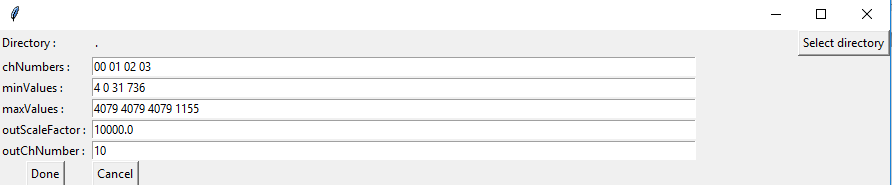 Directory : . Select directory
chNumbers : 00 01 02 03
minValues : 4 0 31 736
maxValues : 4079 4079 4079 1155
outScaleFactor : 10000.0
outChNumber : 10
Done Cancel